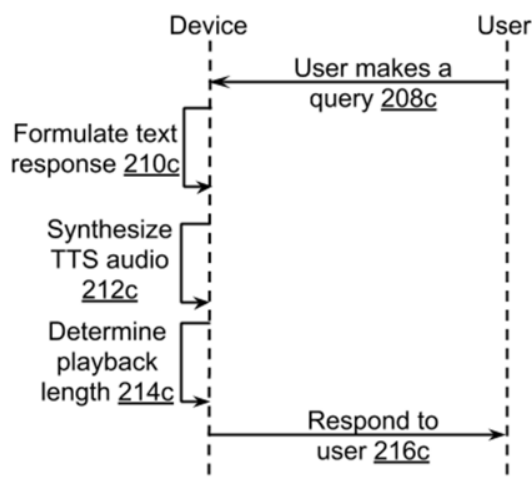 Device
User
User makes a
query 208c
Formulate text
response 210c
Synthesize
TTS audio
212c
Determine
playback
length 214c
Respond to
user 216c